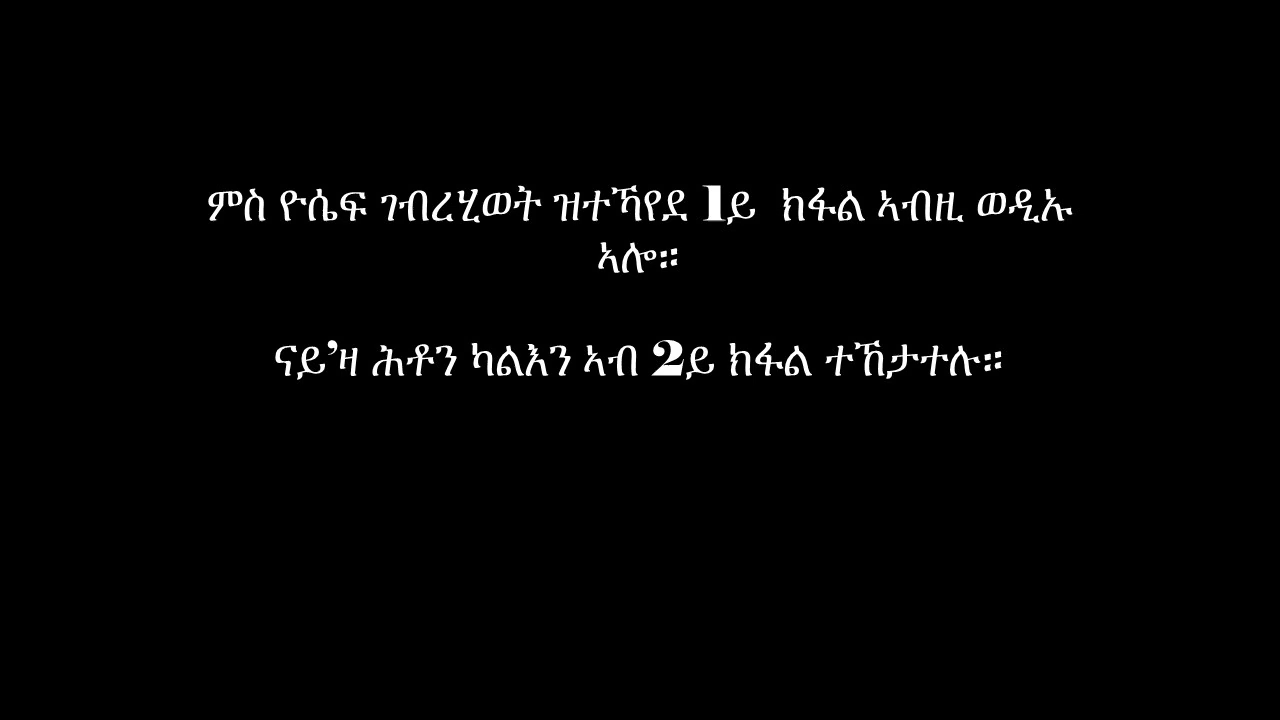 ምስ ዮሴፍ ገብረሂወት ዝተኻየደ 1ይ ክፋል ኣብዚ ወዲኡ
ኣሎ።
ናይ’ዛ ሕቶን ካልእን ኣብ 2ይ ክፋል ተኸታተሉ።